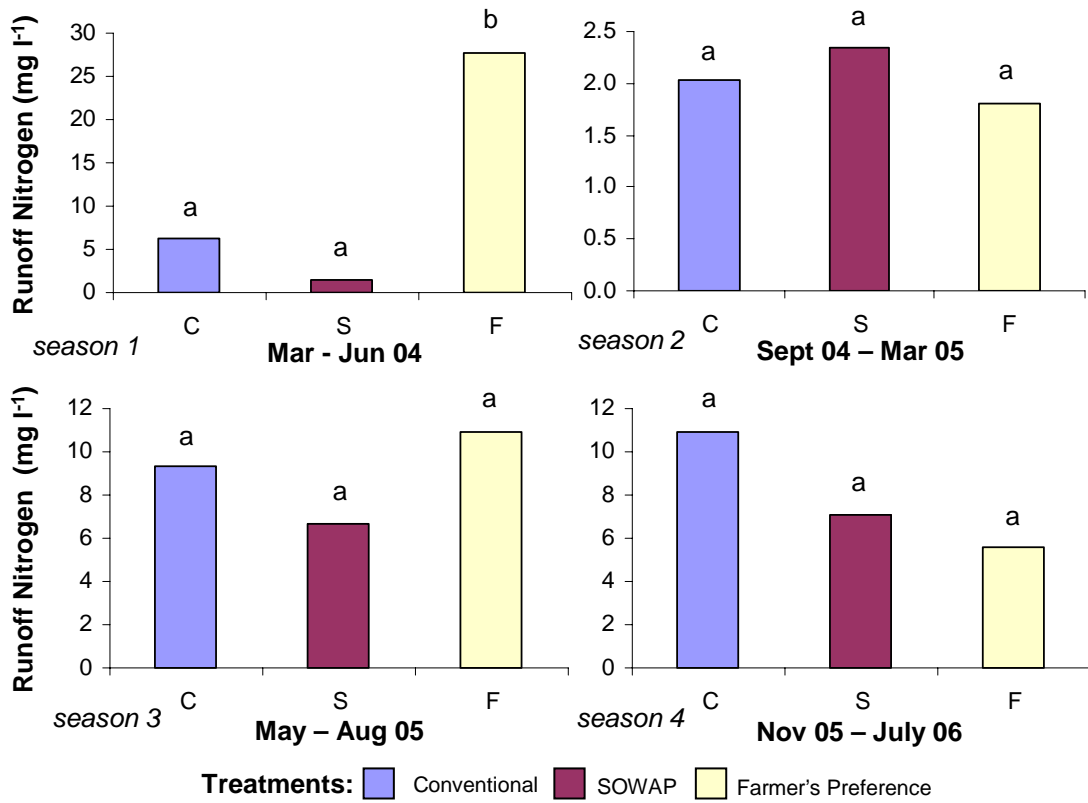 Runoff Nitrogen (mg l-1)
30
25
20
15
10
5
0
a
a
b
C S F
season 1
Mar - Jun 04
2.5
2.0
1.5
1.0
0.5
0.0
a
a
a
C S F
season 2
Sept 04 – Mar 05
Runoff Nitrogen (mg l-1)
12
10
8
6
4
2
0
a
a
a
C S F
season 3
May – Aug 05
12
10
8
6
4
2
0
a
a
a
C S F
season 4
Nov 05 – July 06
Treatments: Conventional SOWAP Farmer's Preference